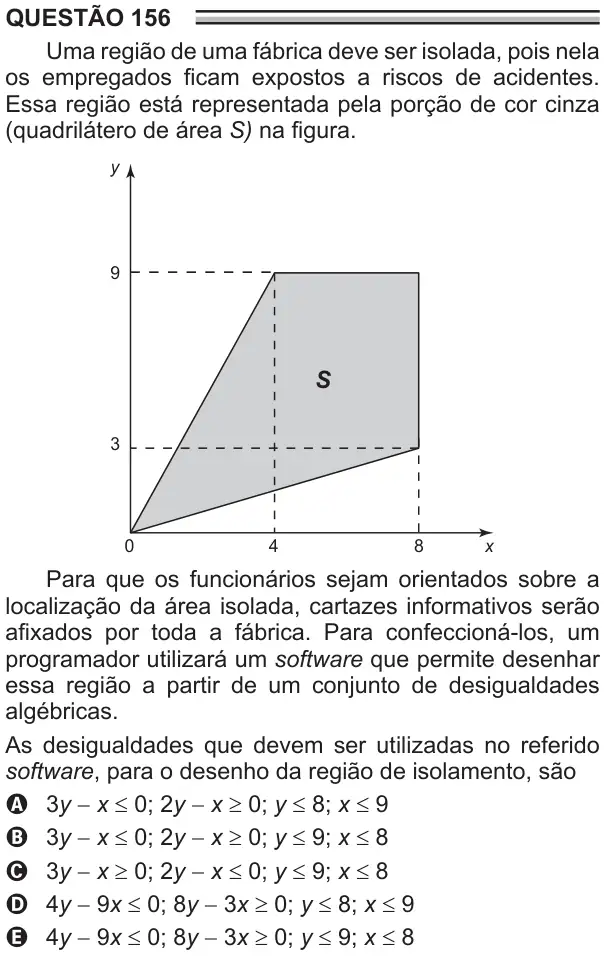 QUESTÃO 156
Uma região de uma fábrica deve ser isolada, pois nela
os empregados ficam expostos a riscos de acidentes.
Essa região está representada pela porção de cor cinza
(quadrilátero de área S) na figura.
y
9
S
3
0 4 8 x
Para que os funcionários sejam orientados sobre a
localização da área isolada, cartazes informativos serão
afixados por toda a fábrica. Para confeccioná-los, um
programador utilizará um software que permite desenhar
essa região a partir de um conjunto de desigualdades
algébricas.
As desigualdades que devem ser utilizadas no referido
software, para o desenho da região de isolamento, são
A 3y – x ≤ 0; 2y – x ≥ 0; y ≤ 8; x ≤ 9
B 3y – x ≤ 0; 2y – x ≥ 0; y ≤ 9; x ≤ 8
C 3y – x ≥ 0; 2y – x ≤ 0; y ≤ 9; x ≤ 8
D 4y – 9x ≤ 0; 8y – 3x ≥ 0; y ≤ 8; x ≤ 9
E 4y – 9x ≤ 0; 8y – 3x ≥ 0; y ≤ 9; x ≤ 8